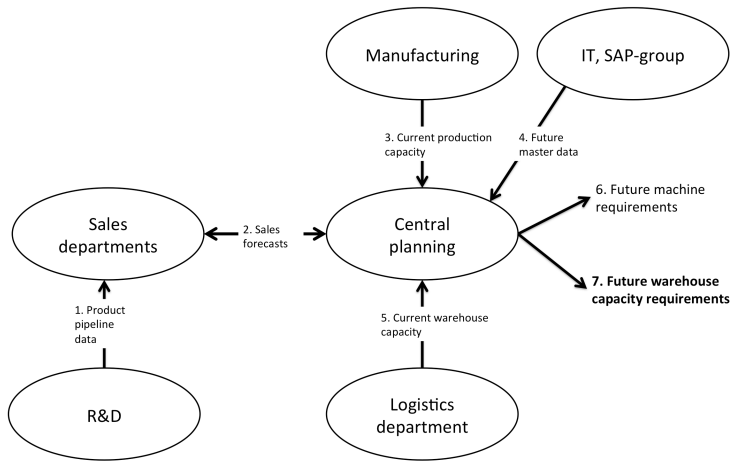 Manufacturing
IT, SAP-group
3. Current production
capacity
4. Future
master data
6. Future machine
requirements
Sales
departments
2. Sales
forecasts
Central
planning
7. Future warehouse
capacity requirements
1. Product
pipeline
data
5. Current warehouse
capacity
R&D
Logistics
department